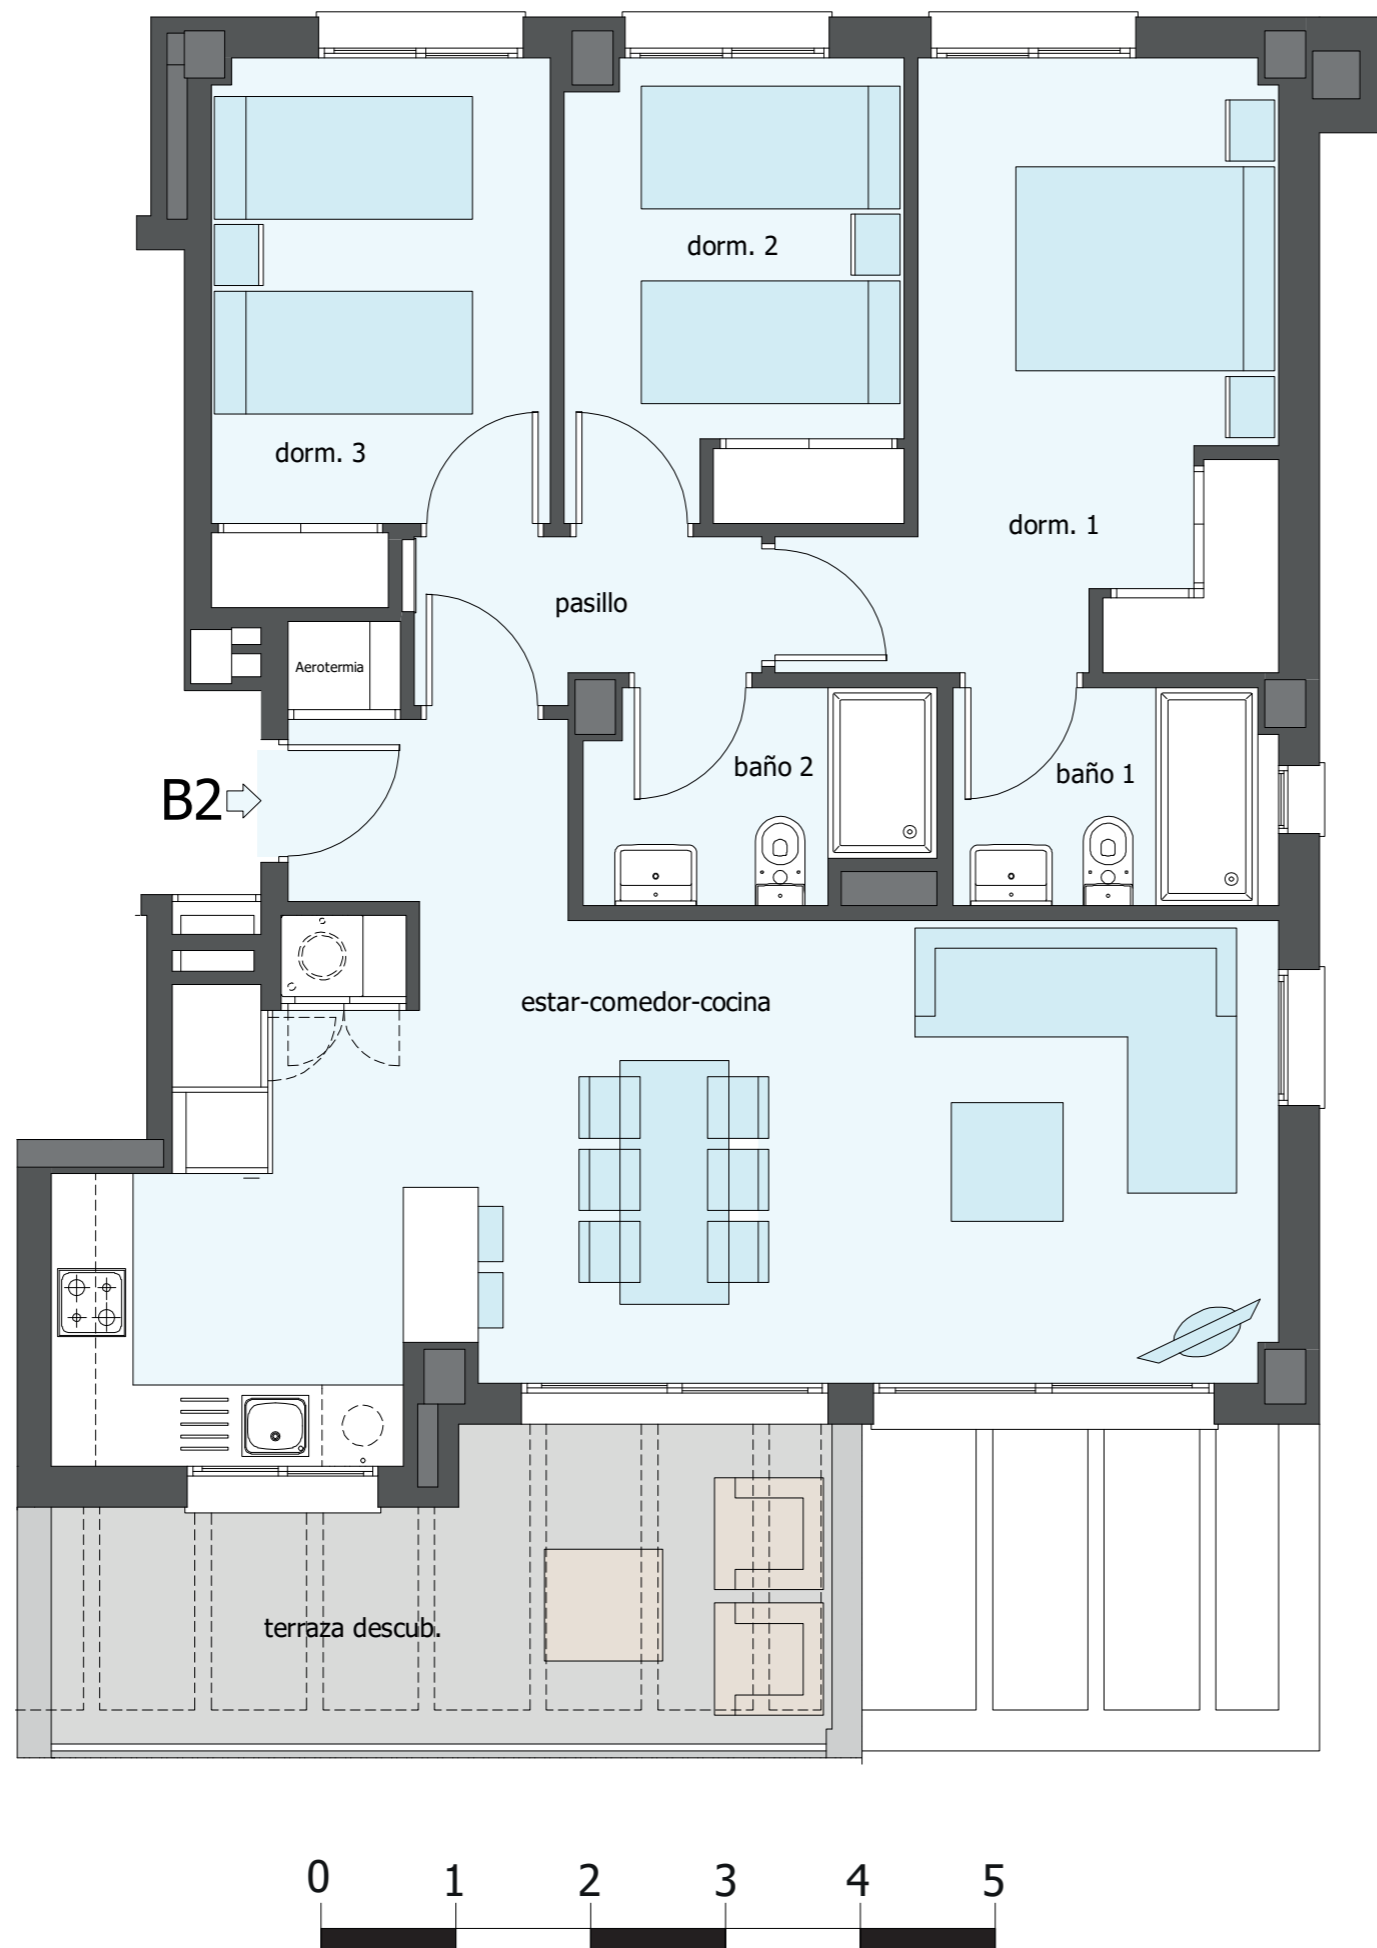 dorm. 2
dorm. 3
dorm. 1
pasillo
Aerotermia
baño 2
baño 1
B2
estar-comedor-cocina
terraza descub.
0 1 2 3 4 5